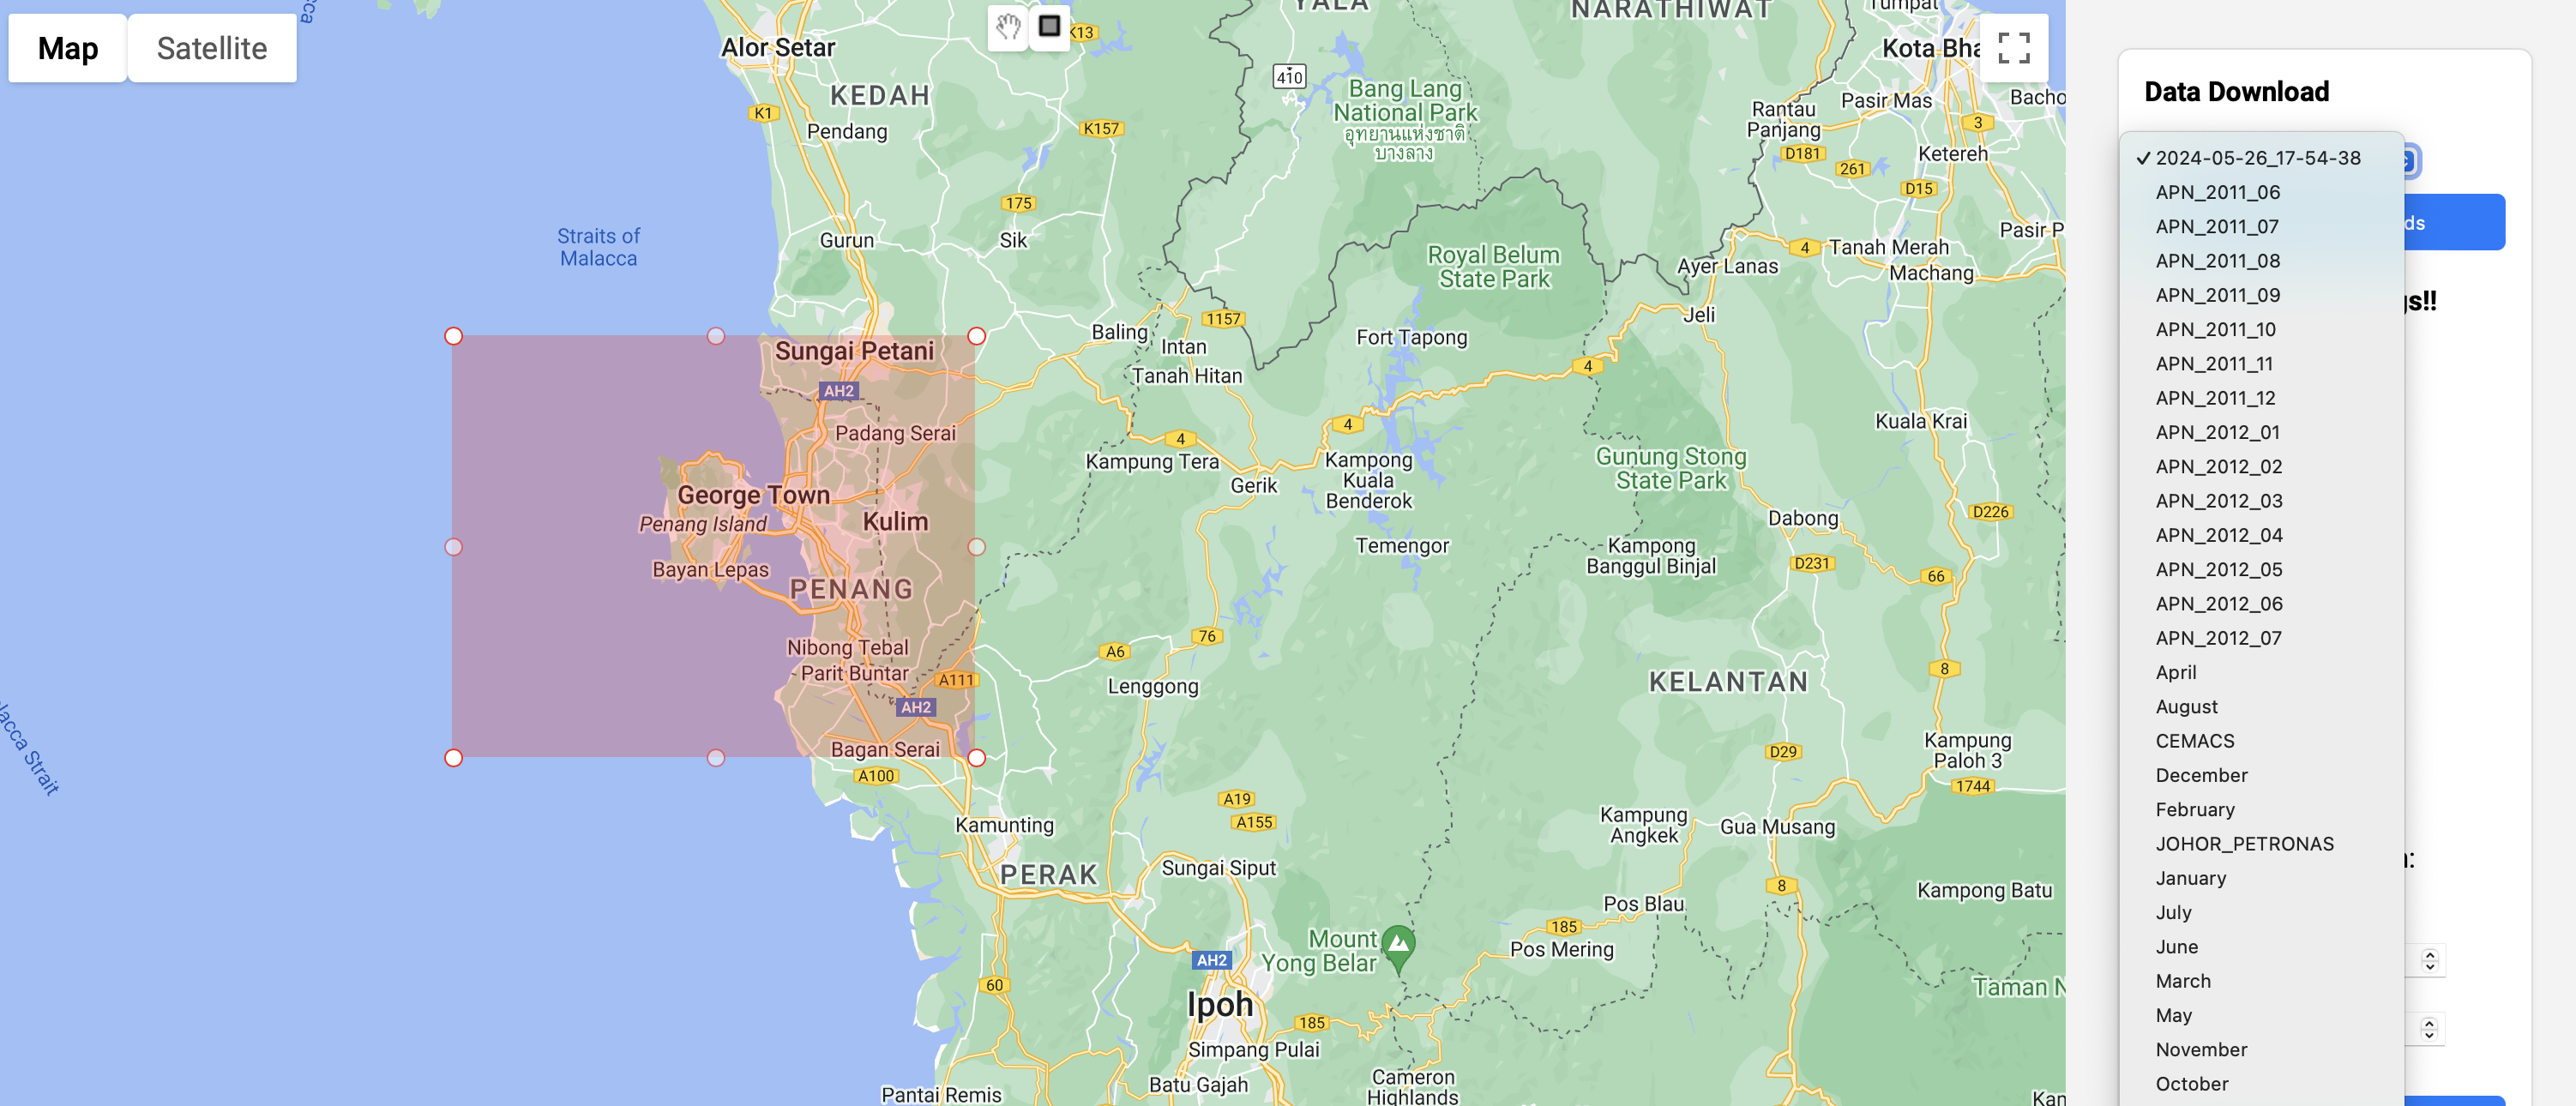 Map
Satellite
Alor Setar
KEDAH
K1
Pendang
K157
K13
YALA
NARATHIWAT
Tumpat
Kota Bha
Bacho
410
Bang Lang
National Park
อุทยานแห่งชาติ
บางลาง
Rantau
Panjang
Pasir Mas
3
D181
261
Ketereh
D15
Pasir P
175
Sik
Gurun
Straits of
Malacca
Royal Belum
State Park
Ayer Lanas
4
Tanah Merah
Machang
Jeli
Baling
1157
Intan
Tanah Hitan
Fort Tapong
4
Sungai Petani
AH2
Padang Serai
4
Kampung Tera
4
Gerik
Kampong
Kuala
Benderok
Kuala Krai
Gunung Stong
State Park
George Town
Penang Island
Kulim
Bayan Lepas
PENANG
Temengor
Kampung
Banggul Binjal
Dabong
D226
D231
66
Nibong Tebal
Parit Buntar
A111
AH2
Bagan Serai
A100
76
A6
Lenggong
KELANTAN
8
D29
Kampung
Paloh 3
1744
lacca Strait
Kamunting
A19
A155
Kampung
Angkek
Gua Musang
PERAK
Sungai Siput
8
Kampong Batu
Pos Blau
185
Pos Mering
Mount
Yong Belar
AH2
60
Ipoh
185
Taman N
Simpang Pulai
Batu Gajah
Cameron
Highlands
Pantai Remis
Kan
Data Download
✓ 2024-05-26_17-54-38
APN_2011_06
APN_2011_07
ds
APN_2011_08
APN_2011_09
gs!!
APN_2011_10
APN_2011_11
APN_2011_12
APN_2012_01
APN_2012_02
APN_2012_03
APN_2012_04
APN_2012_05
APN_2012_06
APN_2012_07
April
August
CEMACS
December
February
JOHOR_PETRONAS
January
July
June
March
May
November
October